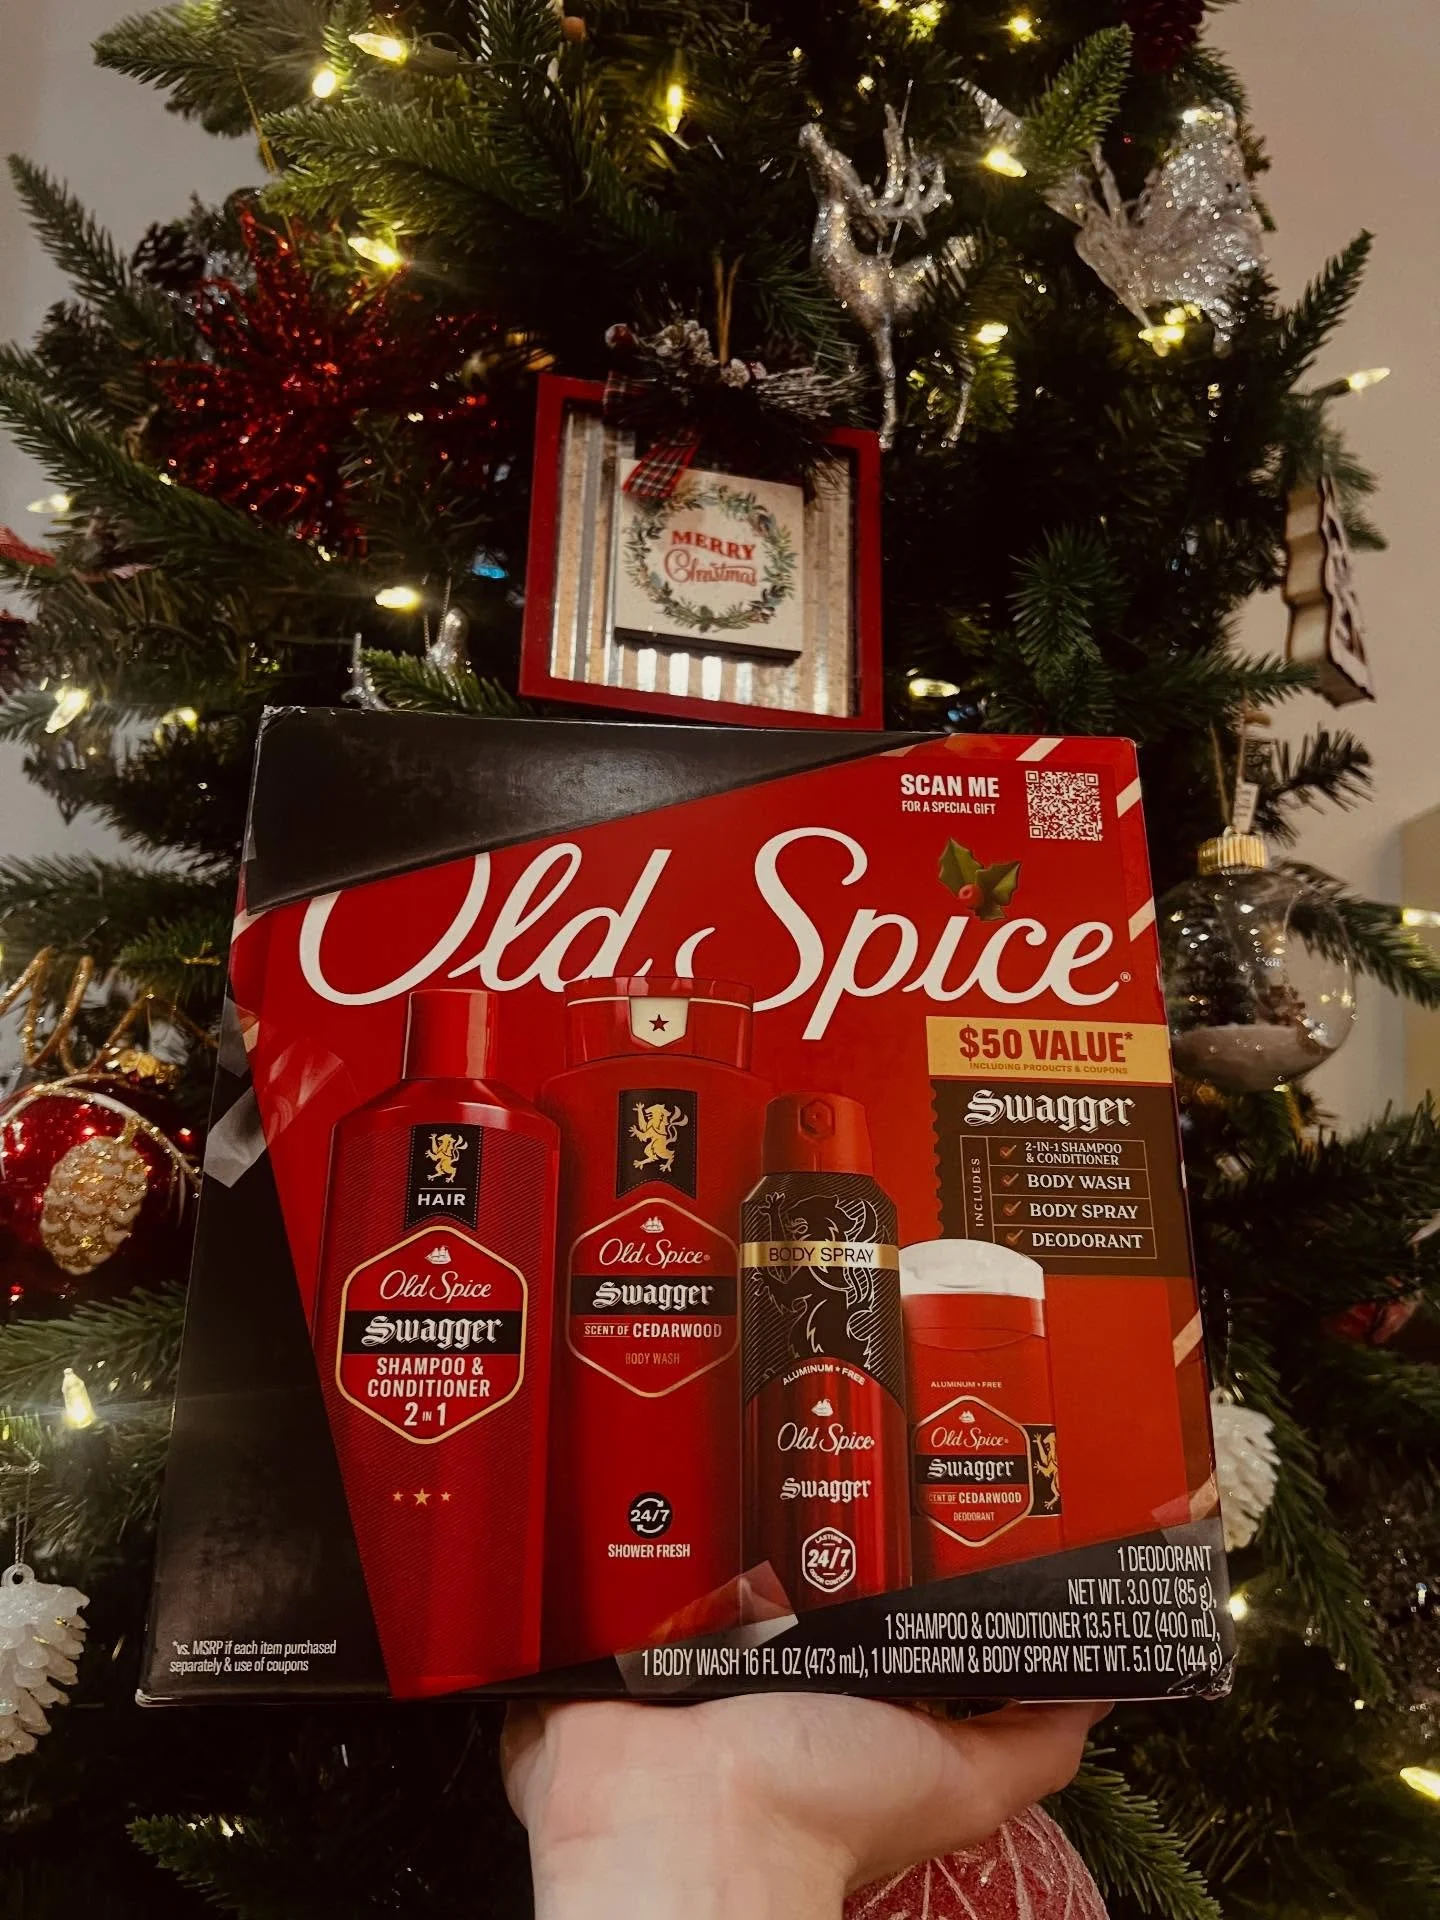 MERRY
Christmas
SCAN ME
FOR A SPECIAL GIFT
Old Spice®
$50 VALUE*
INCLUDING PRODUCTS & COUPONS
Swagger
INCLUDES
2-IN-1 SHAMPOO
& CONDITIONER
BODY WASH
BODY SPRAY
DEODORANT
HAIR
Old Spice
Swagger
SHAMPOO &
CONDITIONER
2 IN 1
Old Spice®
Swagger
SCENT OF CEDARWOOD
BODY WASH
24/7
SHOWER FRESH
BODY SPRAY
ALUMINUM • FREE
Old Spice®
Swagger
LASTING
24/7
ODOR CONTROL
ALUMINUM • FREE
Old Spice®
Swagger
SCENT OF CEDARWOOD
DEODORANT
*vs. MSRP if each item purchased
separately & use of coupons
1 DEODORANT
NET WT. 3.0 OZ (85 g),
1 SHAMPOO & CONDITIONER 13.5 FL OZ (400 mL),
1 BODY WASH 16 FL OZ (473 mL), 1 UNDERARM & BODY SPRAY NET WT. 5.1 OZ (144 g)